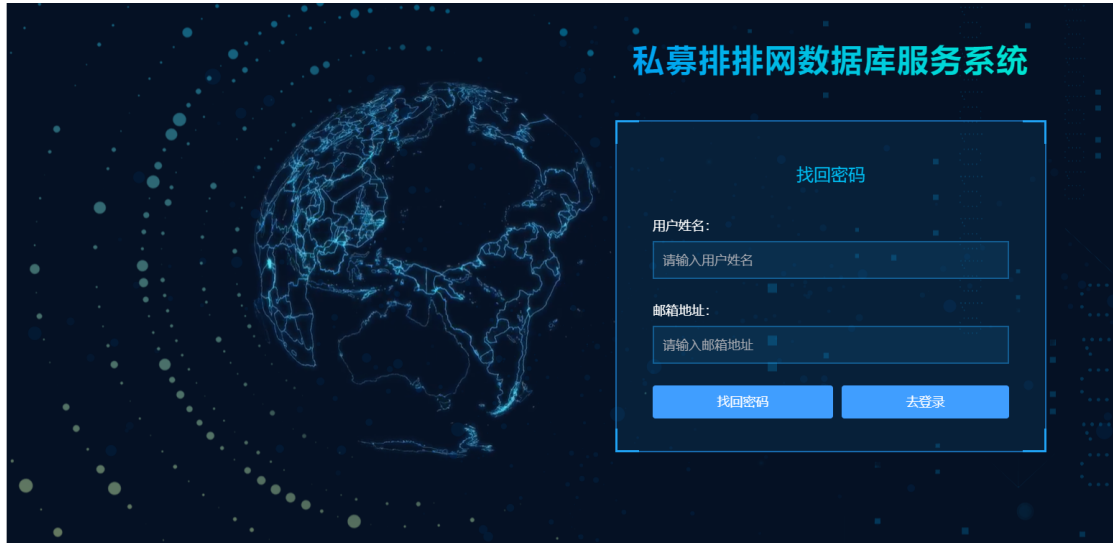 私募排排网数据库服务系统
找回密码
用户姓名：
请输入用户姓名
邮箱地址：
请输入邮箱地址
找回密码 去登录